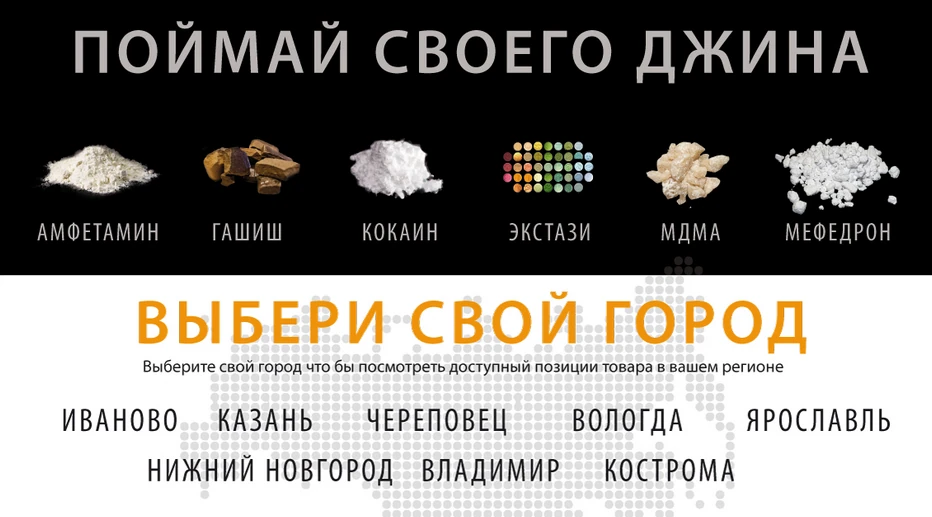 ПОЙМАЙ СВОЕГО ДЖИНА
АМФЕТАМИН ГАШИШ КОКАИН ЭКСТАЗИ МДМА МЕФЕДРОН
ВЫБЕРИ СВОЙ ГОРОД
Выберите свой город что бы посмотреть доступный позиции товара в вашем регионе
ИВАНОВО КАЗАНЬ ЧЕРЕПОВЕЦ ВОЛОГДА ЯРОСЛАВЛЬ
НИЖНИЙ НОВГОРОД ВЛАДИМИР КОСТРОМА